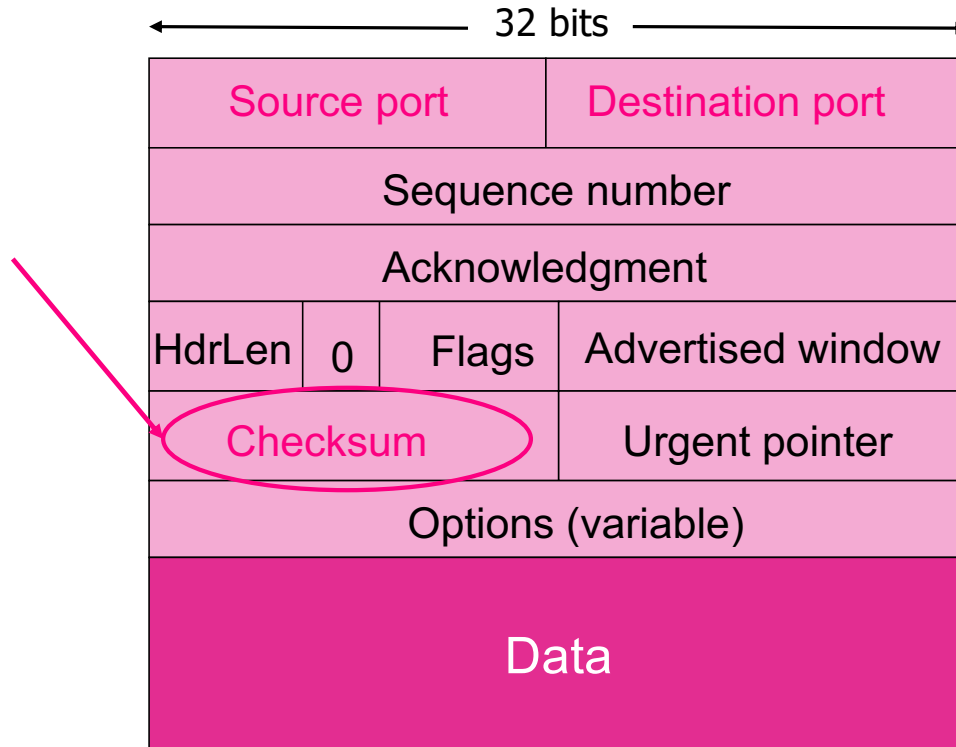 32 bits
Source port Destination port
Sequence number
Acknowledgment
HdrLen 0 Flags Advertised window
Checksum Urgent pointer
Options (variable)
Data